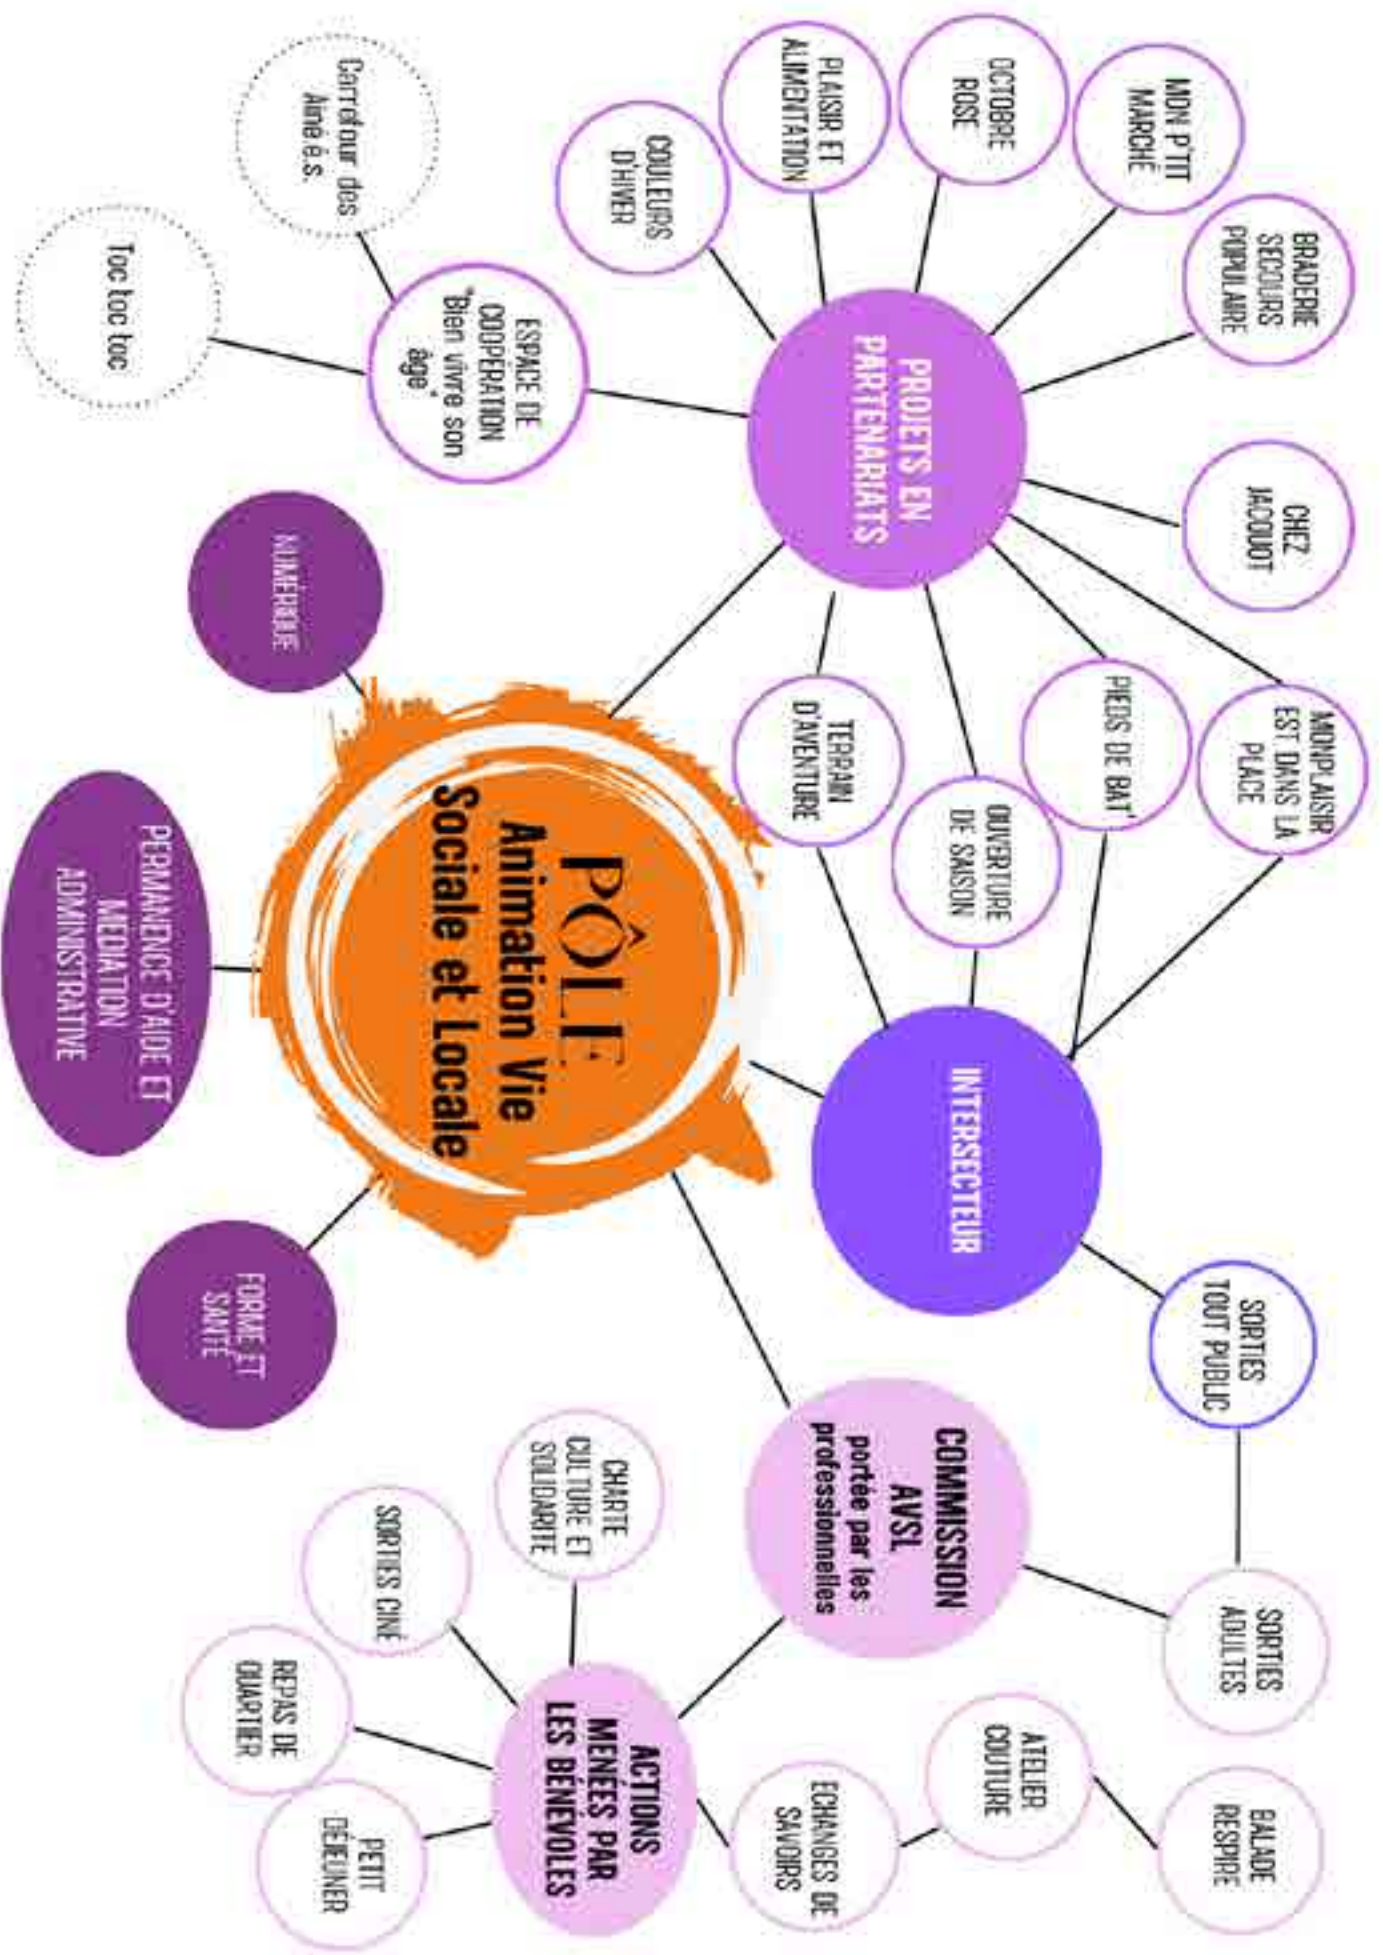 BRADERIE
SECOURS
POIPULAIRE
MON P'TIT
MARCHÉ
OCTOBRE
ROSE
PLAISIR ET
ALIMENTATION
COULEURS
D'HIVER
Carrefour des
Ainé.é.s.
Toc toc toc
ESPACE DE
COOPÉRATION
"Bien vivre son
âge"
PROJETS EN
PARTENARIATS
CHEZ
JACQUOT
MONPLAISIR
EST DANS LA
PLACE
PIEDS DE BAT'
OUVERTURE
DE SAISON
TERRAIN
D'AVENTURE
INTERSECTEUR
SORTIES
TOUT PUBLIC
SORTIES
ADULTES
BALADE
RESPIRE
ATELIER
COUTURE
ECHANGES DE
SAVOIRS
COMMISSION
AVSL
portée par les
professionnelles
PÔLE
Animation Vie
Sociale et Locale
NUMÉRIQUE
PERMANENCE D'AIDE ET
MÉDIATION
ADMINISTRATIVE
FORME ET
SANTÉ
CHARTE
CULTURE ET
SOLIDARITÉ
SORTIES CINÉ
REPAS DE
QUARTIER
PETIT
DÉJEUNER
ACTIONS
MENÉES PAR
LES BÉNÉVOLES